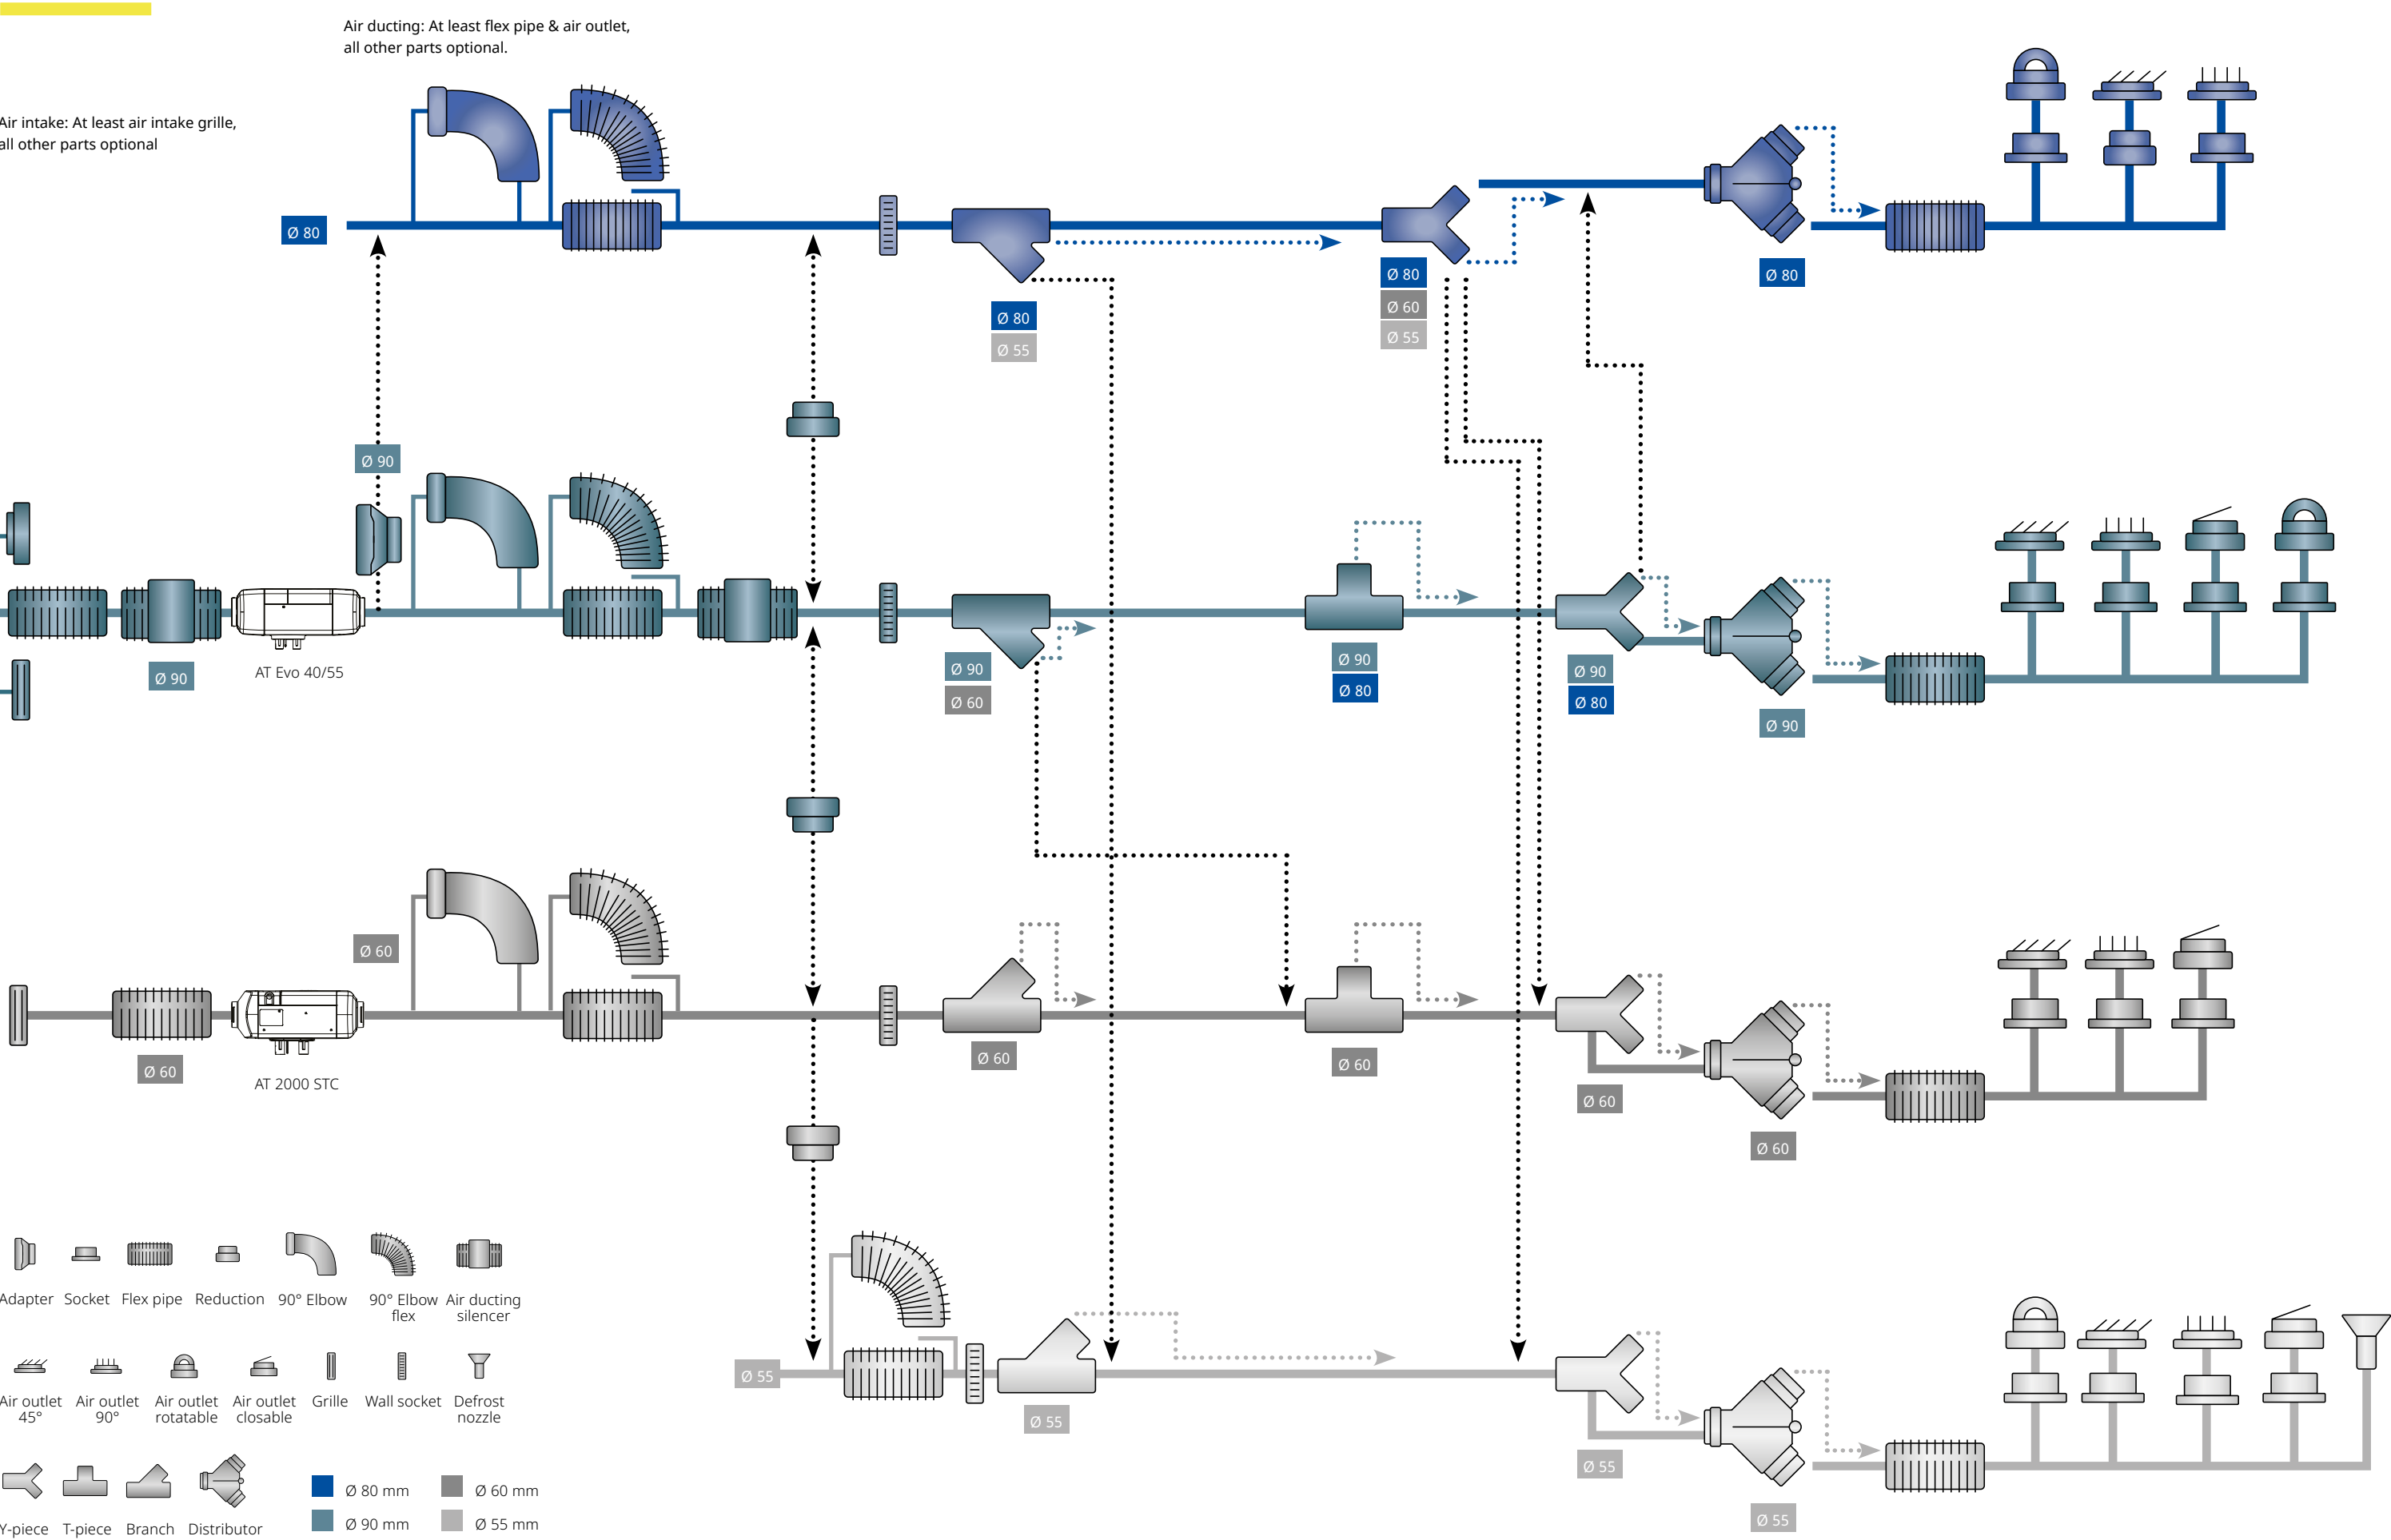 Air ducting: At least flex pipe & air outlet,
all other parts optional.
Air intake: At least air intake grille,
all other parts optional
Ø 80
Ø 80
Ø 55
Ø 80
Ø 60
Ø 55
Ø 80
Ø 90
Ø 90
AT Evo 40/55
Ø 90
Ø 60
Ø 90
Ø 80
Ø 90
Ø 80
Ø 90
Ø 60
Ø 60
AT 2000 STC
Ø 60
Ø 60
Ø 60
Ø 60
Ø 55
Ø 55
Ø 55
Ø 55
Adapter Socket Flex pipe Reduction 90° Elbow 90° Elbow Air ducting
flex silencer
Air outlet Air outlet Air outlet Air outlet Grille Wall socket Defrost
45° 90° rotatable closable nozzle
Y-piece T-piece Branch Distributor
Ø 80 mm Ø 60 mm
Ø 90 mm Ø 55 mm